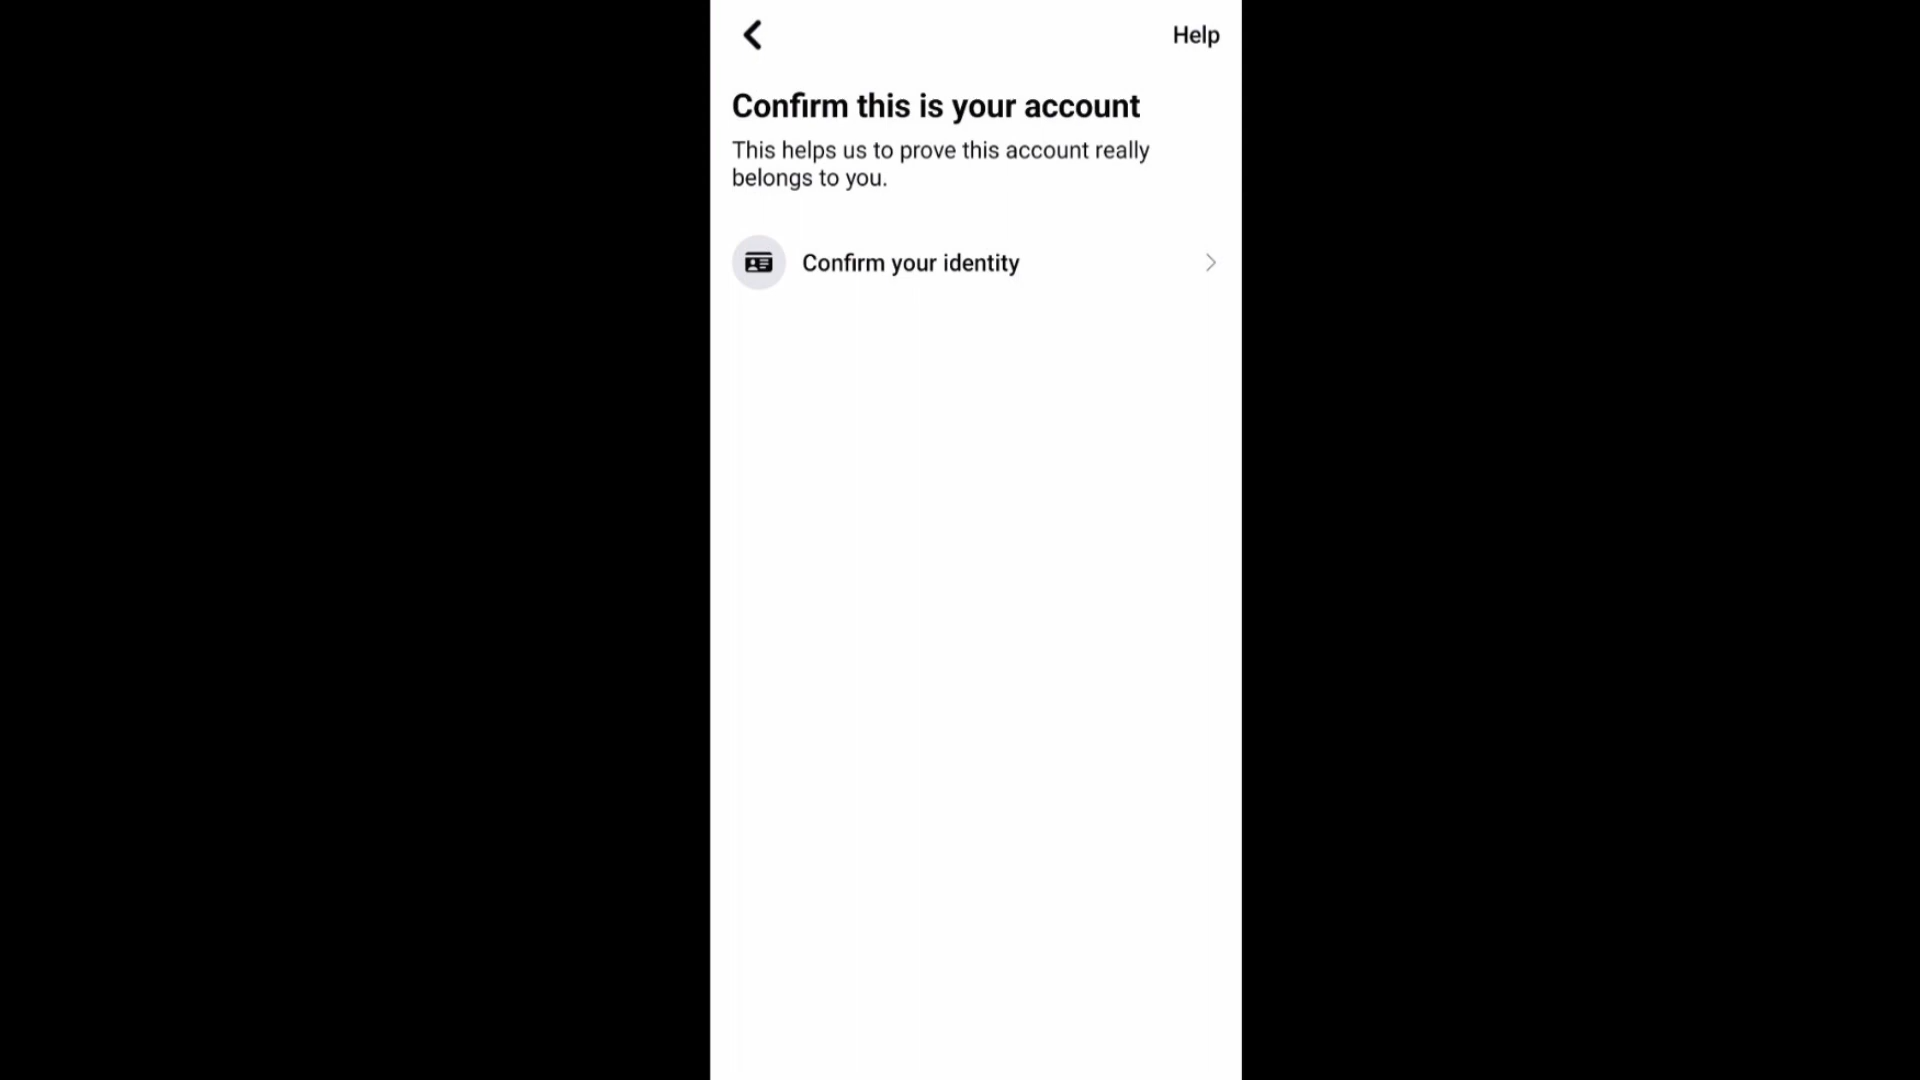 Help
Confirm this is your account
This helps us to prove this account really
belongs to you.
Confirm your identity